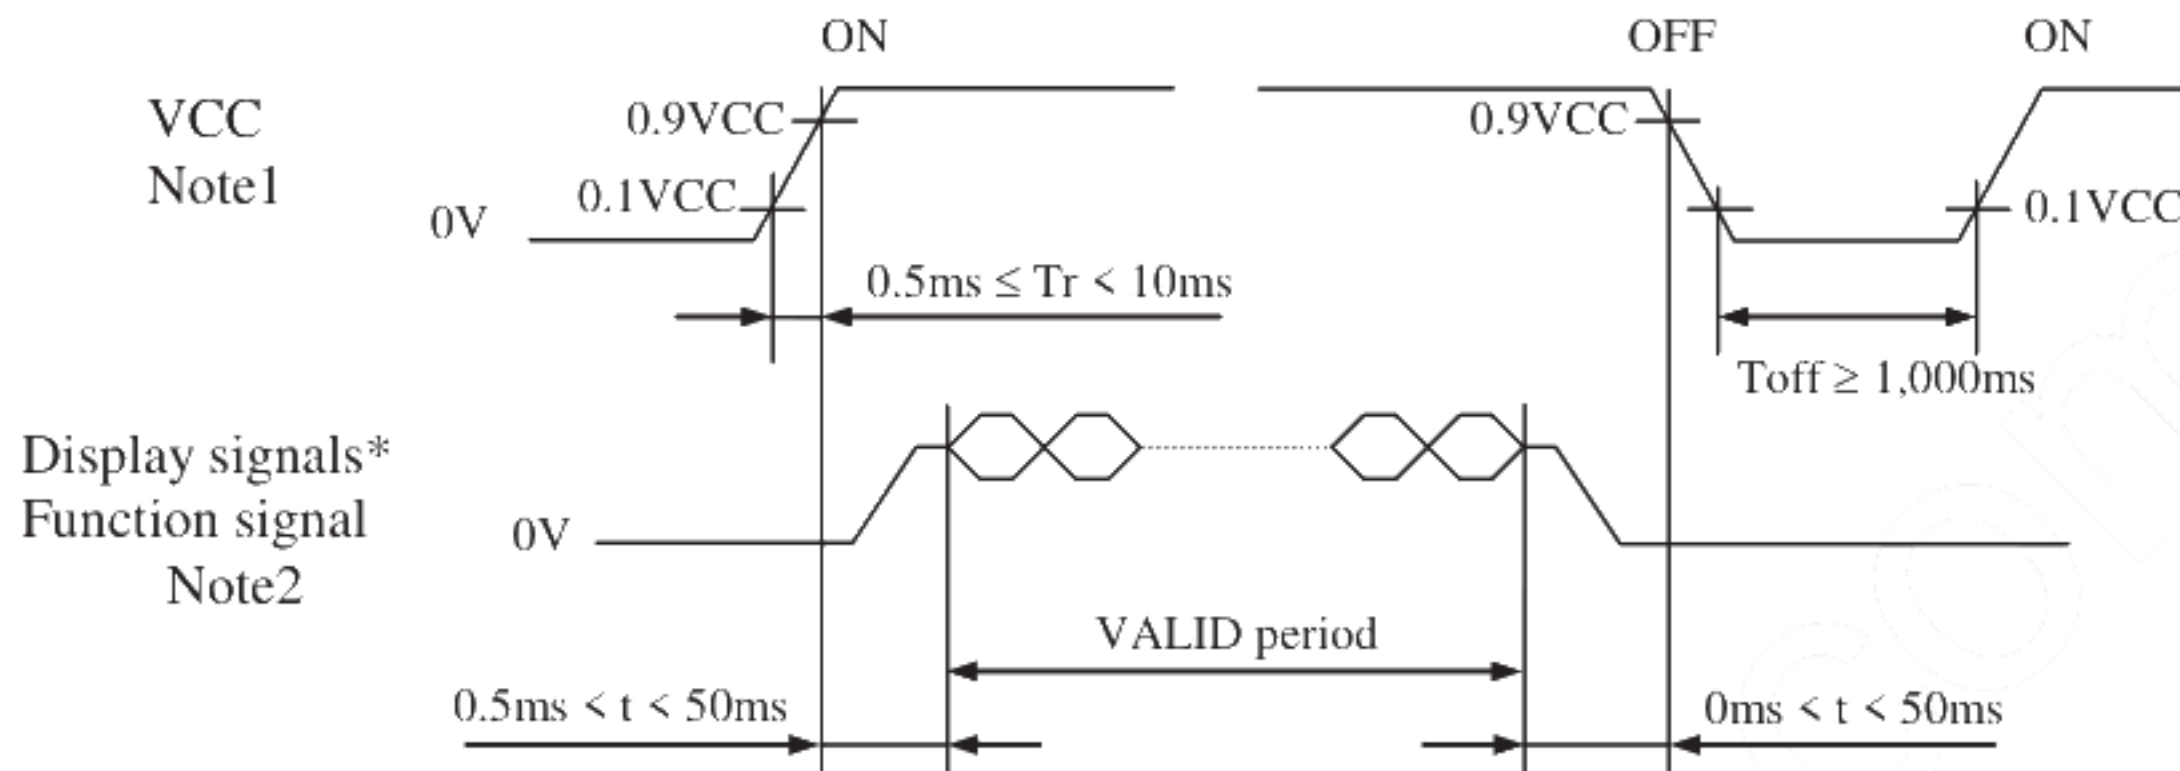 ON
OFF
ON
VCC
Note1
0.9VCC
0.9VCC
0.1VCC
0.1VCC
0V
0.5ms ≤ Tr < 10ms
Toff ≥ 1,000ms
Display signals*
Function signal
Note2
0V
VALID period
0.5ms < t < 50ms
0ms < t < 50ms